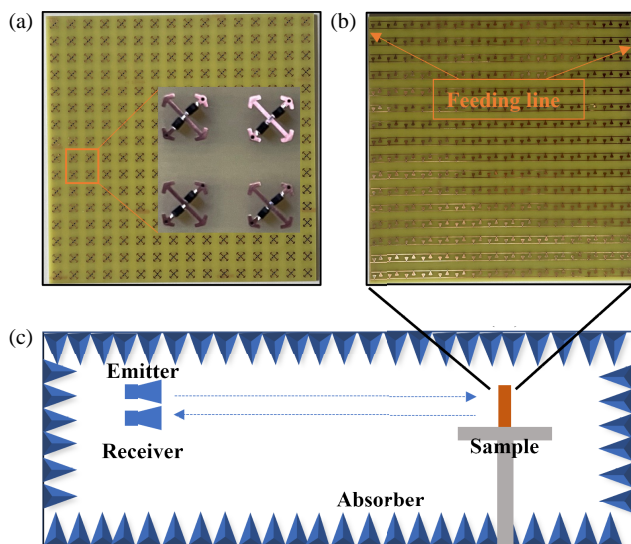 (a)
(b)
Feeding line
(c)
Emitter
Receiver
Sample
Absorber